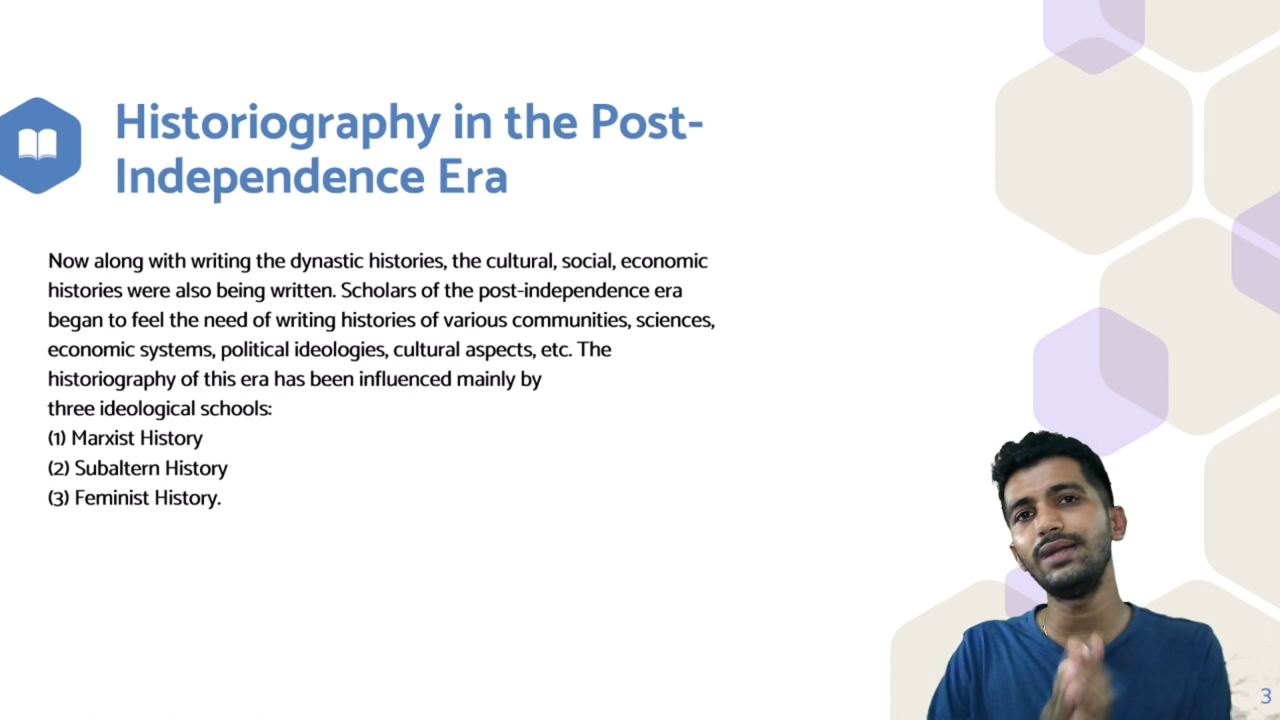 Historiography in the Post-
Independence Era
Now along with writing the dynastic histories, the cultural, social, economic
histories were also being written. Scholars of the post-independence era
began to feel the need of writing histories of various communities, sciences,
economic systems, political ideologies, cultural aspects, etc. The
historiography of this era has been influenced mainly by
three ideological schools:
(1) Marxist History
(2) Subaltern History
(3) Feminist History.
3